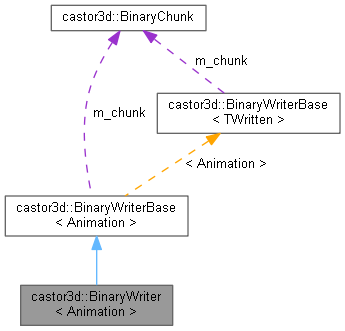 castor3d::BinaryChunk
m_chunk
castor3d::BinaryWriterBase
< TWritten >
m_chunk
< Animation >
castor3d::BinaryWriterBase
< Animation >
castor3d::BinaryWriter
< Animation >